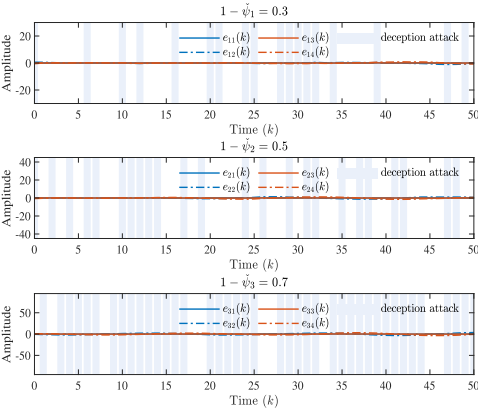 1 − ψ̌₁ = 0.3
Amplitude
20
0
-20
e₁₁(k) e₁₃(k) deception attack
e₁₂(k) e₁₄(k)
0 5 10 15 20 25 30 35 40 45 50
Time (k)
1 − ψ̌₂ = 0.5
Amplitude
40
20
0
-20
-40
e₂₁(k) e₂₃(k) deception attack
e₂₂(k) e₂₄(k)
0 5 10 15 20 25 30 35 40 45 50
Time (k)
1 − ψ̌₃ = 0.7
Amplitude
50
0
-50
e₃₁(k) e₃₃(k) deception attack
e₃₂(k) e₃₄(k)
0 5 10 15 20 25 30 35 40 45 50
Time (k)